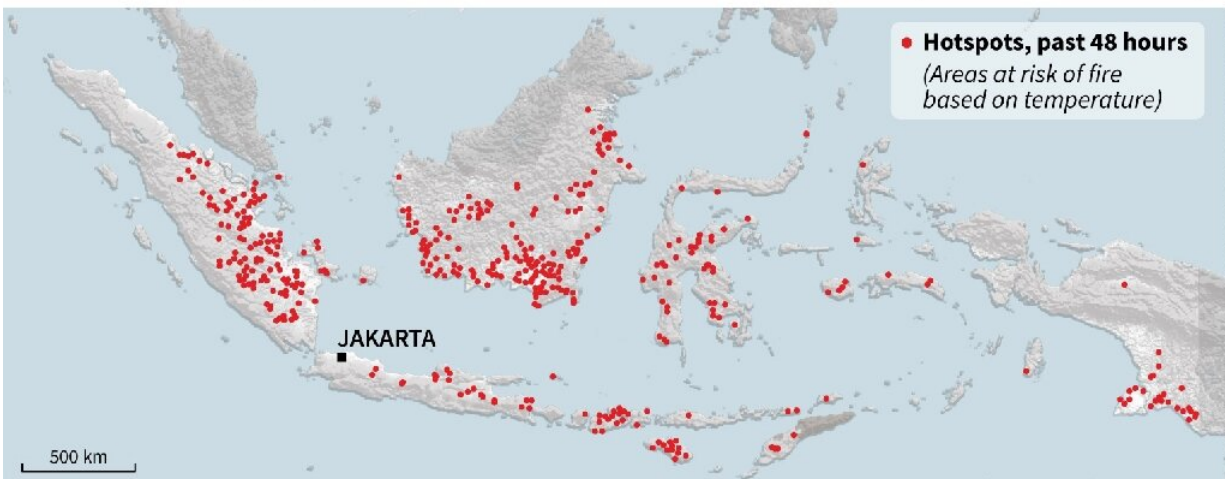 Hotspots, past 48 hours
(Areas at risk of fire
based on temperature)
JAKARTA
500 km